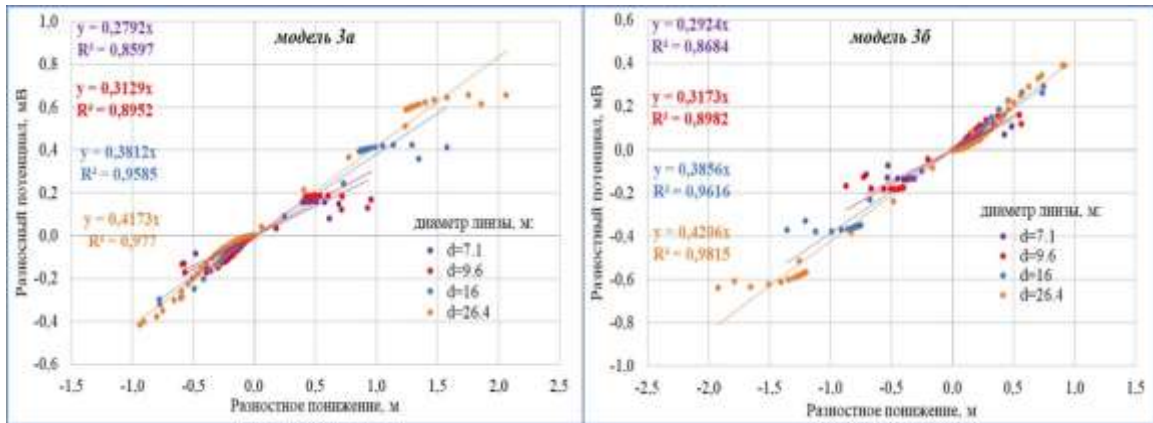 модель 3а
y = 0,2792x
R² = 0,8597
y = 0,3129x
R² = 0,8952
y = 0,3812x
R² = 0,9585
y = 0,4173x
R² = 0,977
Разносный потенциал, мВ
1,0
0,8
0,6
0,4
0,2
0,0
-0,2
-0,4
-0,6
диаметр линзы, м:
d=7.1
d=9.6
d=16
d=26.4
-1,5 -1,0 -0,5 0,0 0,5 1,0 1,5 2,0 2,5
Разностное понижение, м
модель 3б
y = 0,2924x
R² = 0,8684
y = 0,3173x
R² = 0,8982
y = 0,3856x
R² = 0,9616
y = 0,4296x
R² = 0,9815
Разностный потенциал, мВ
0,6
0,4
0,2
0,0
-0,2
-0,4
-0,6
-0,8
-1,0
диаметр линзы, м:
d=7.1
d=9.6
d=16
d=26.4
-2,5 -2,0 -1,5 -1,0 -0,5 0,0 0,5 1,0 1,5
Разностное понижение, м